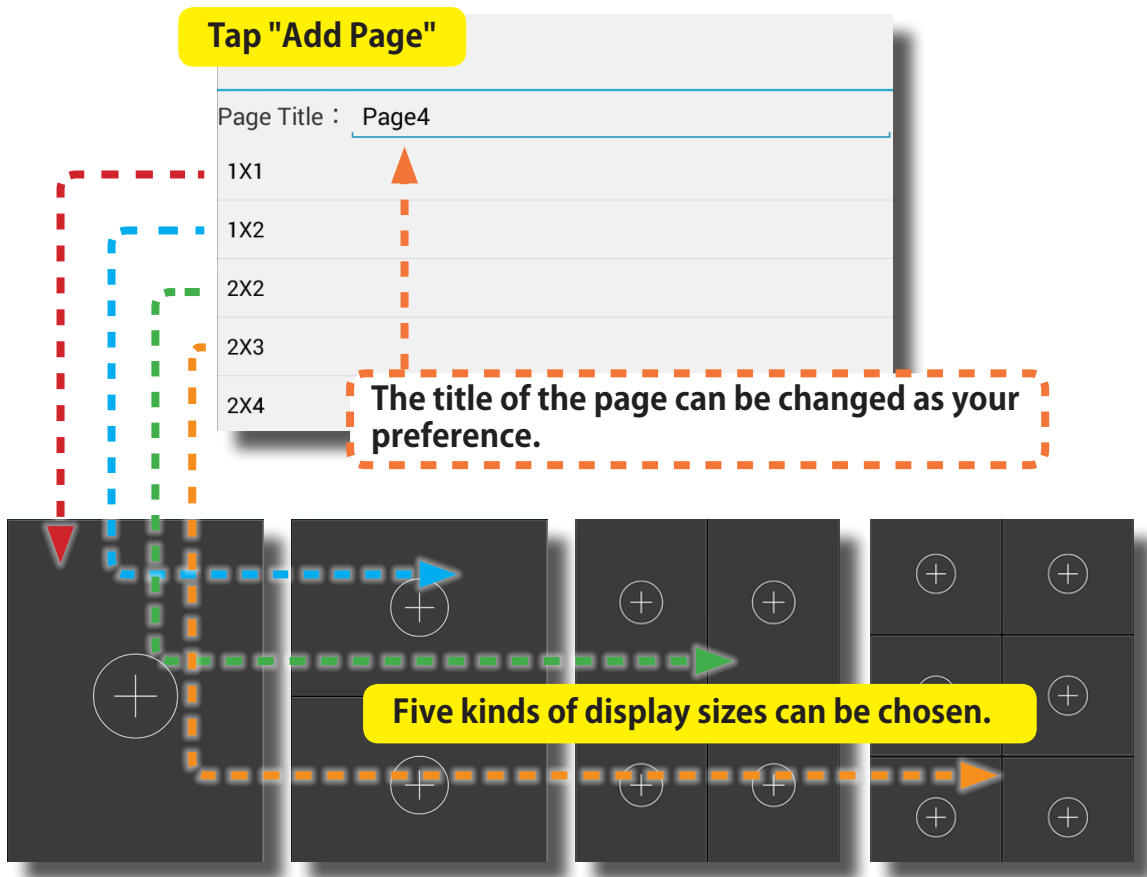 Tap "Add Page"
Page Title： Page4
1X1
1X2
2X2
2X3
2X4
The title of the page can be changed as your
preference.
Five kinds of display sizes can be chosen.